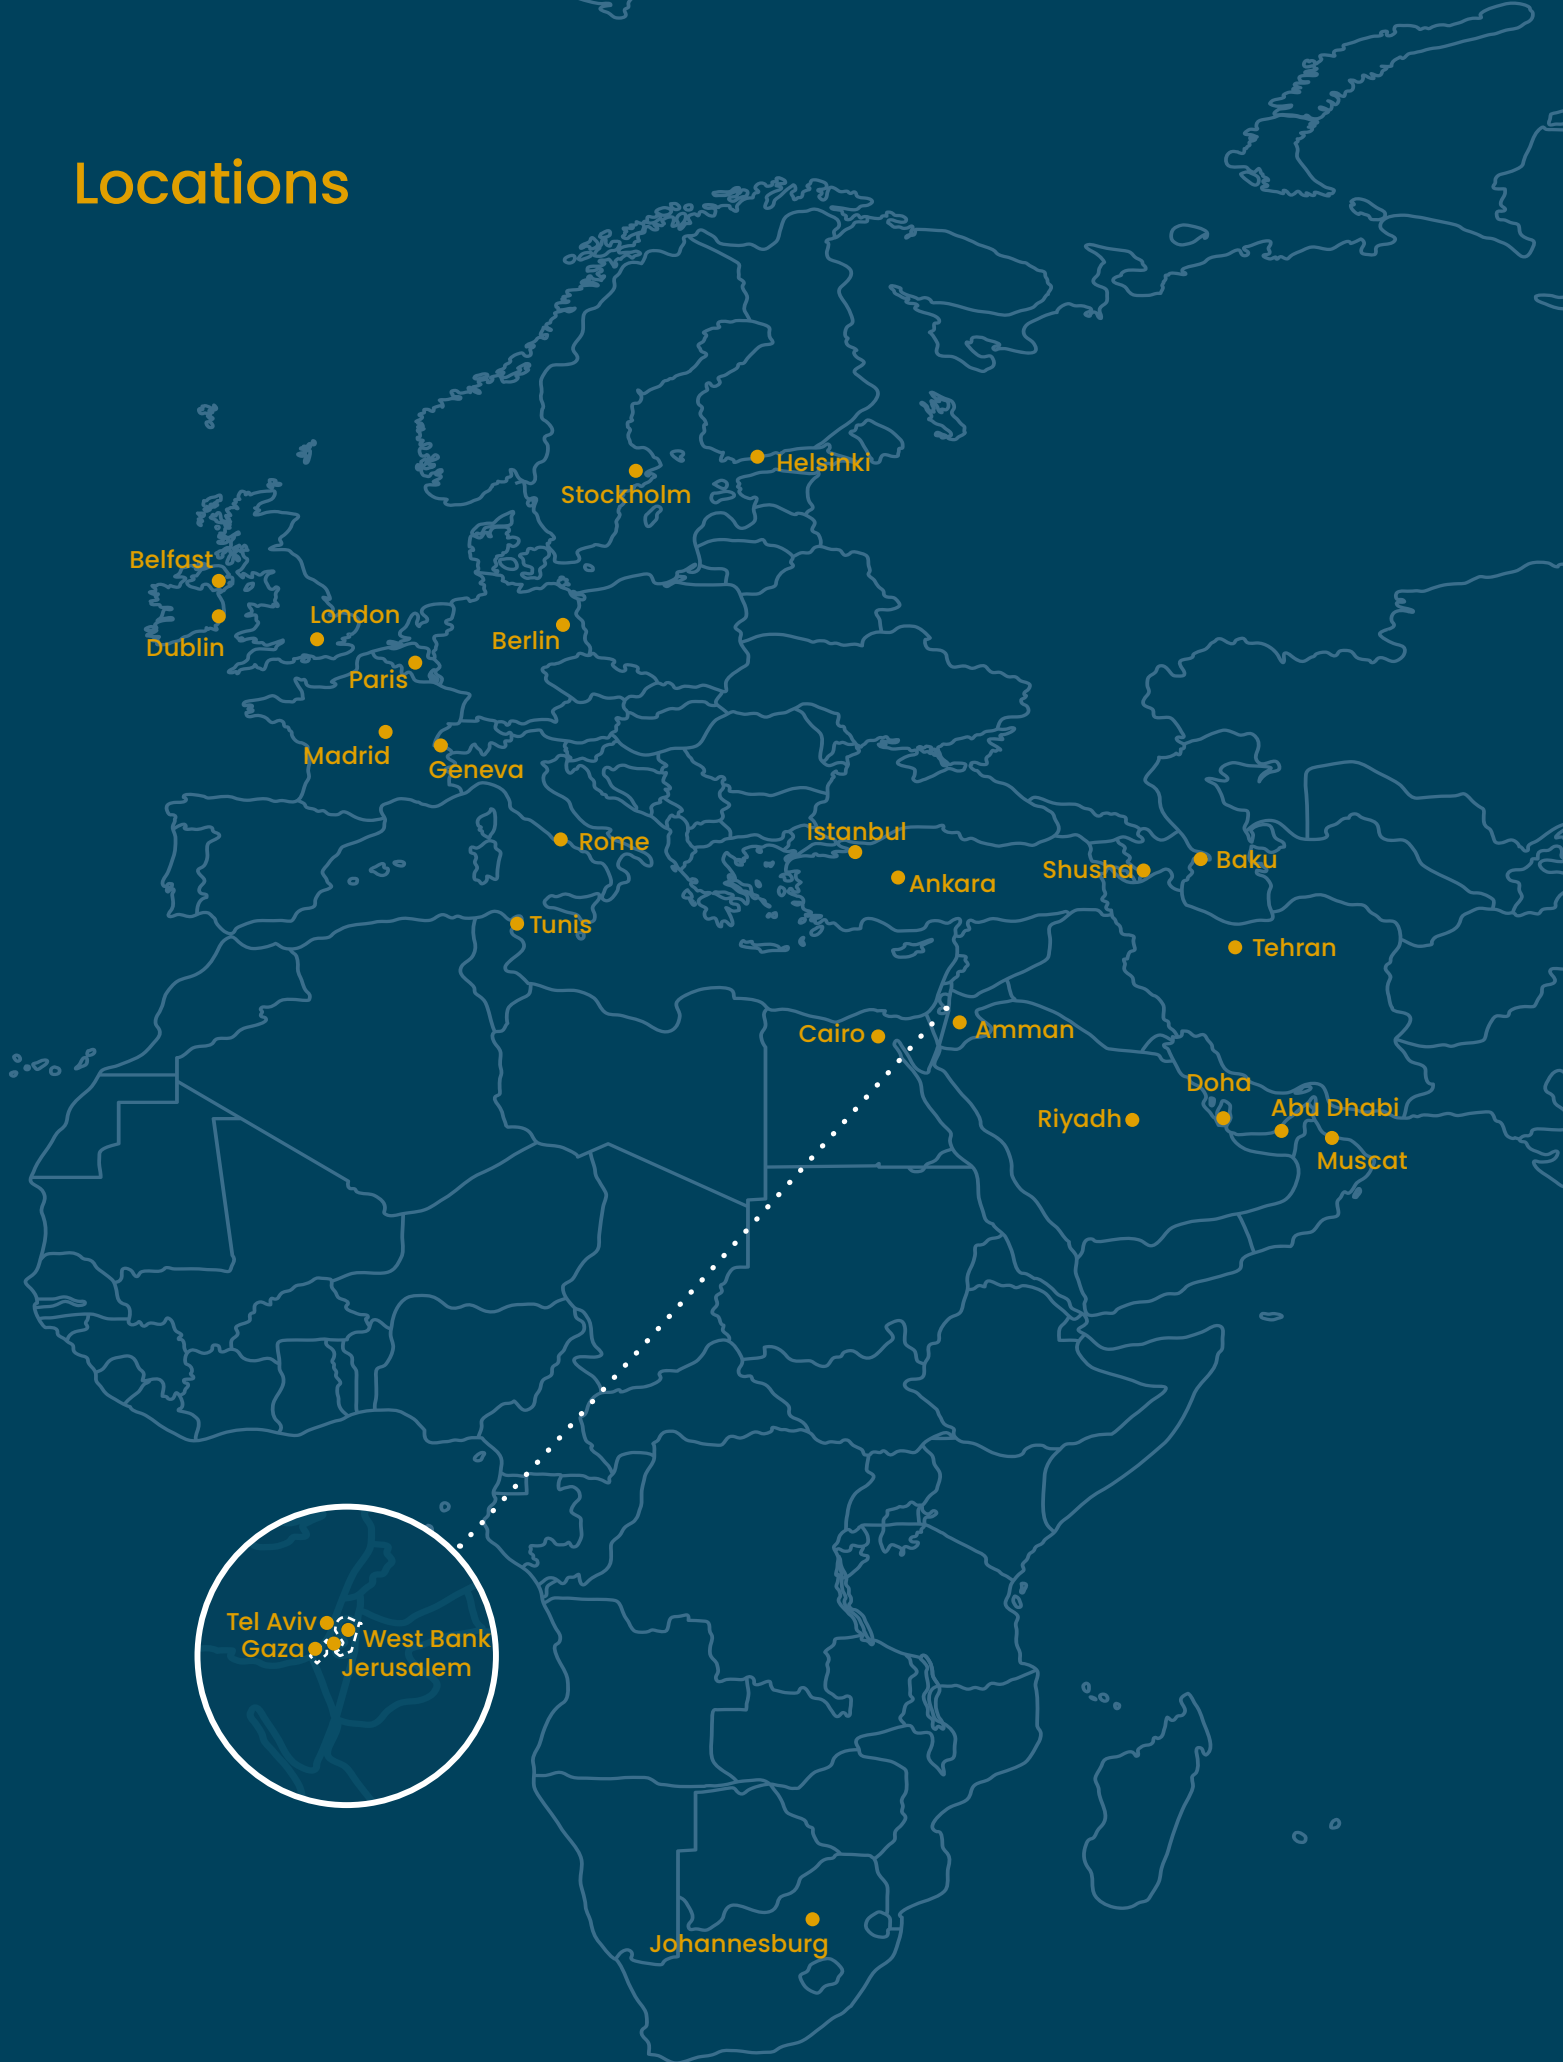 Locations
Helsinki
Stockholm
Belfast
London
Dublin
Berlin
Paris
Madrid
Geneva
Istanbul
Rome
Shusha
Baku
Ankara
Tunis
Tehran
Cairo
Amman
Doha
Abu Dhabi
Riyadh
Muscat
Tel Aviv
West Bank
Gaza
Jerusalem
Johannesburg